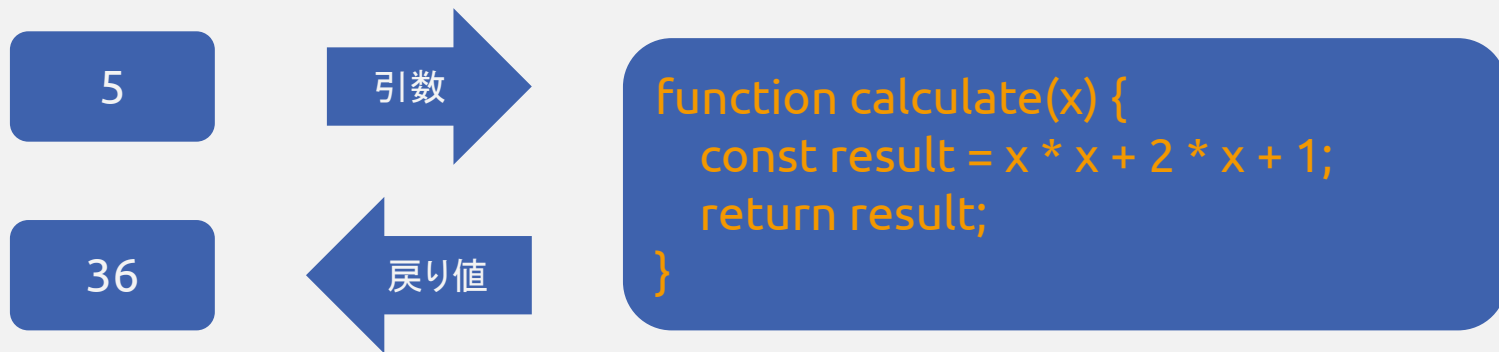 5
引数
function calculate(x) {
const result = x * x + 2 * x + 1;
return result;
}
36
戻り値